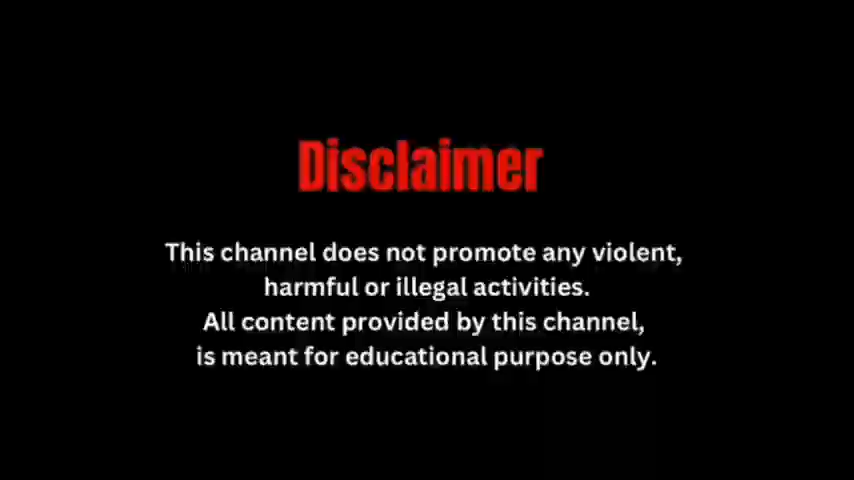 Disclaimer
This channel does not promote any violent,
harmful or illegal activities.
All content provided by this channel,
is meant for educational purpose only.